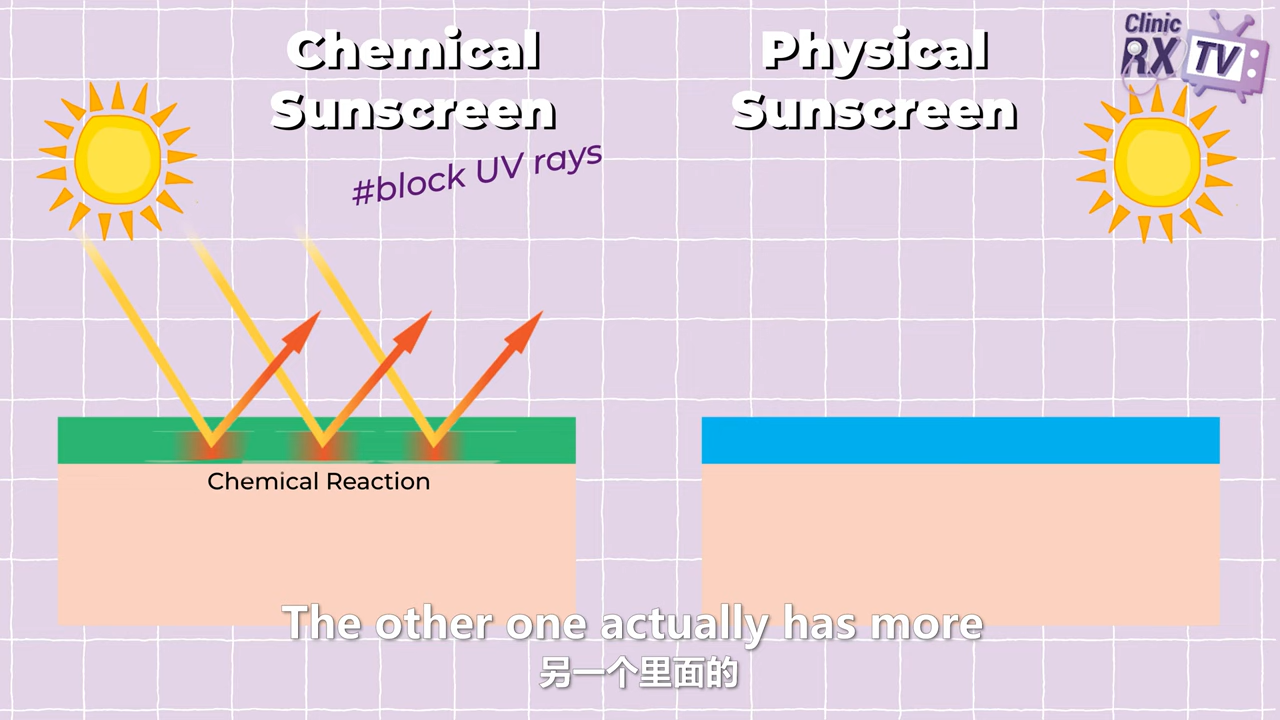 Chemical
Sunscreen
#block UV rays
Physical
Sunscreen
Clinic
RX TV
Chemical Reaction
The other one actually has more
另一个里面的